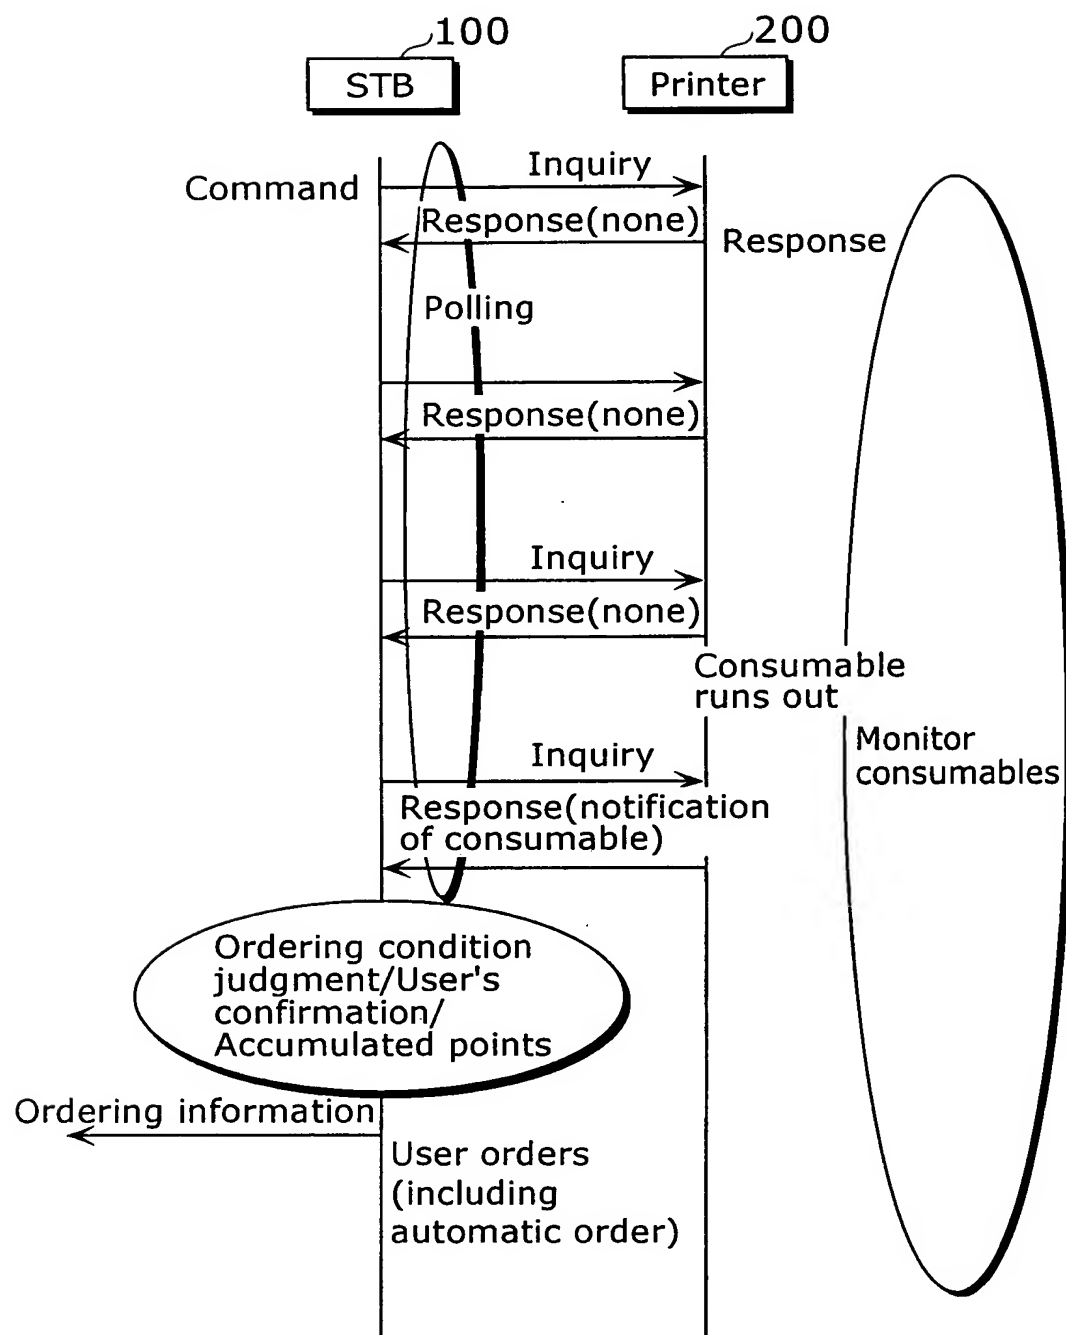 100
200
STB
Printer
Inquiry
Command
Response(none)
Response
Polling
Response(none)
Inquiry
Response(none)
Consumable
runs out
Monitor
consumables
Inquiry
Response(notification
of consumable)
Ordering condition
judgment/User's
confirmation/
Accumulated points
Ordering information
User orders
(including
automatic order)